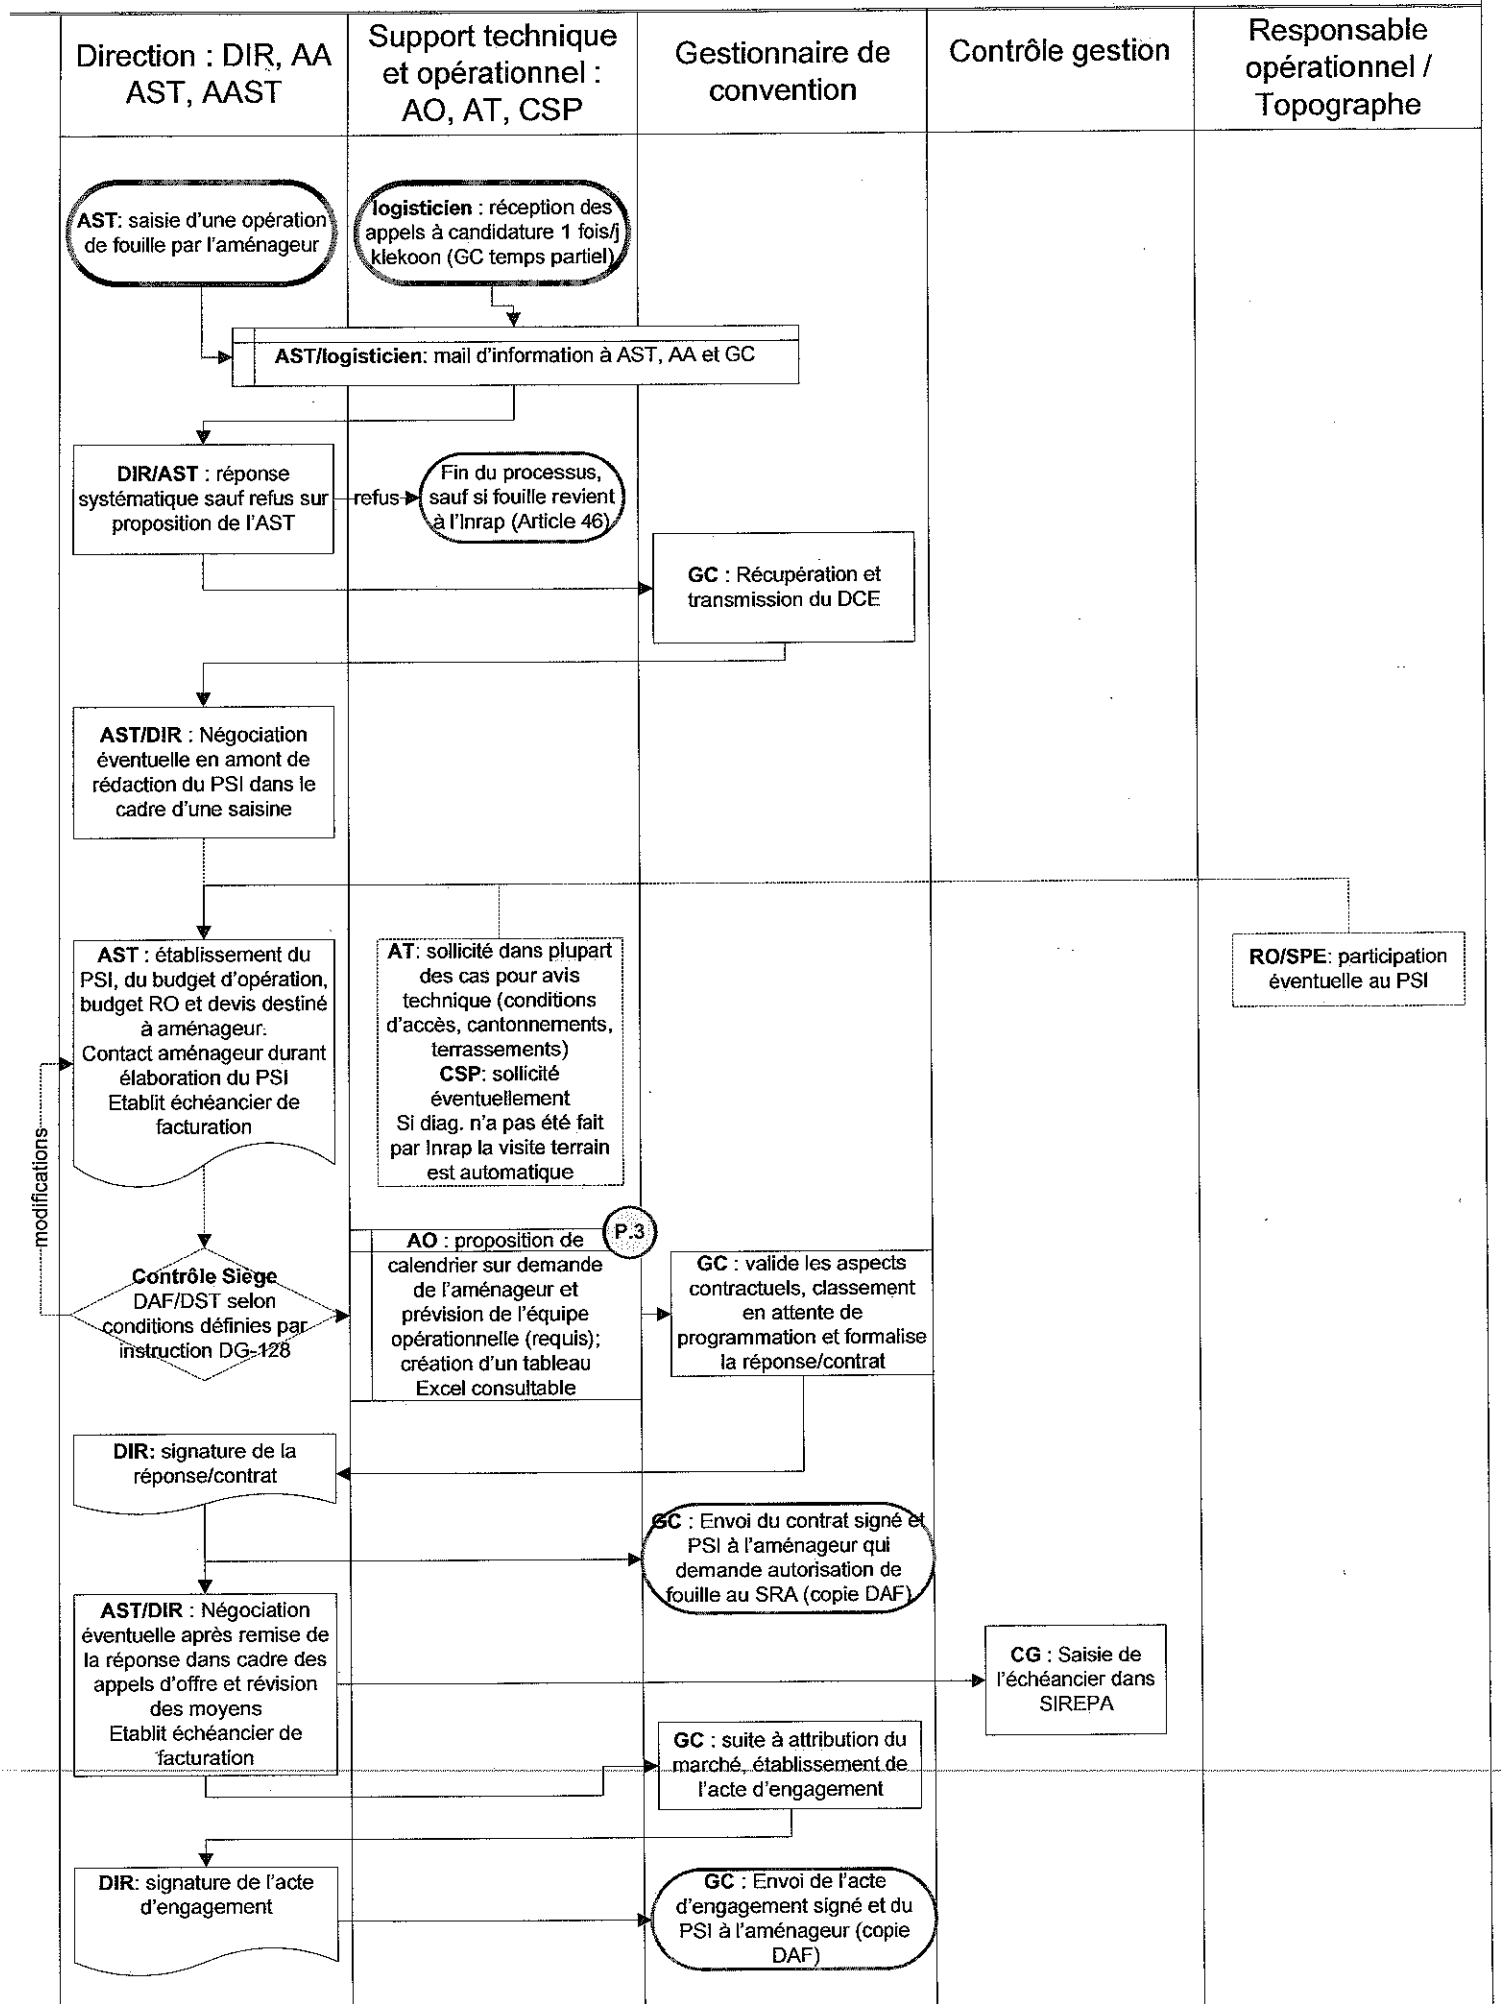 Direction : DIR, AA
AST, AAST
Support technique
et opérationnel :
AO, AT, CSP
Gestionnaire de
convention
Contrôle gestion
Responsable
opérationnel /
Topographe
AST: saisie d'une opération
de fouille par l'aménageur
logisticien : réception des
appels à candidature 1 fois/j
klekoon (GC temps partiel)
AST/logisticien: mail d'information à AST, AA et GC
DIR/AST : réponse
systématique sauf refus sur
proposition de l'AST
refus
Fin du processus,
sauf si fouille revient
à l'Inrap (Article 46)
GC : Récupération et
transmission du DCE
AST/DIR : Négociation
éventuelle en amont de
rédaction du PSI dans le
cadre d'une saisine
AST : établissement du
PSI, du budget d'opération,
budget RO et devis destiné
à aménageur.
Contact aménageur durant
élaboration du PSI
Etablit échéancier de
facturation
AT: sollicité dans plupart
des cas pour avis
technique (conditions
d'accès, cantonnements,
terrassements)
CSP: sollicité
éventuellement
Si diag. n'a pas été fait
par Inrap la visite terrain
est automatique
RO/SPE: participation
éventuelle au PSI
modifications
Contrôle Siège
DAF/DST selon
conditions définies par
instruction DG-128
P.3
AO : proposition de
calendrier sur demande
de l'aménageur et
prévision de l'équipe
opérationnelle (requis);
création d'un tableau
Excel consultable
GC : valide les aspects
contractuels, classement
en attente de
programmation et formalise
la réponse/contrat
DIR: signature de la
réponse/contrat
GC : Envoi du contrat signé et
PSI à l'aménageur qui
demande autorisation de
fouille au SRA (copie DAF)
AST/DIR : Négociation
éventuelle après remise de
la réponse dans cadre des
appels d'offre et révision
des moyens
Etablit échéancier de
facturation
CG : Saisie de
l'échéancier dans
SIREPA
GC : suite à attribution du
marché, établissement de
l'acte d'engagement
DIR: signature de l'acte
d'engagement
GC : Envoi de l'acte
d'engagement signé et du
PSI à l'aménageur (copie
DAF)